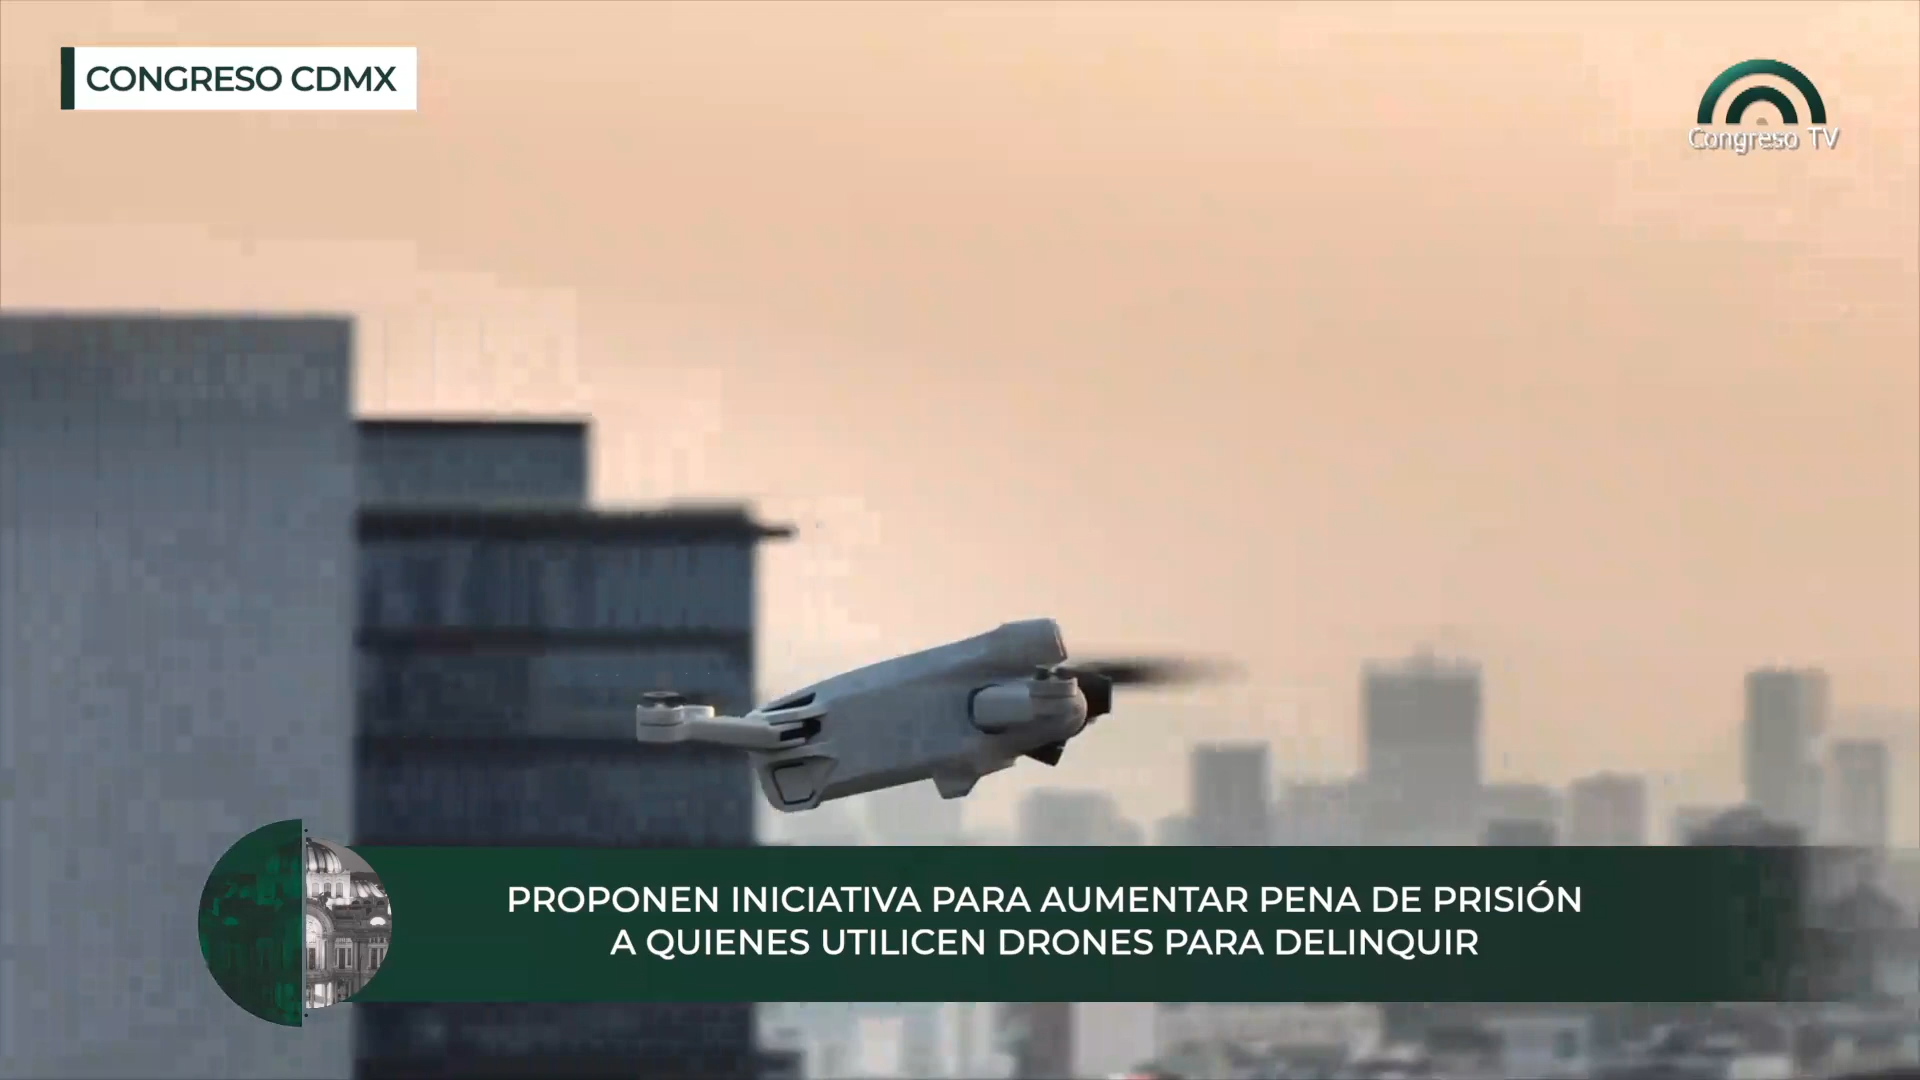 CONGRESO CDMX
Congreso TV
PROPONEN INICIATIVA PARA AUMENTAR PENA DE PRISIÓN
A QUIENES UTILICEN DRONES PARA DELINQUIR